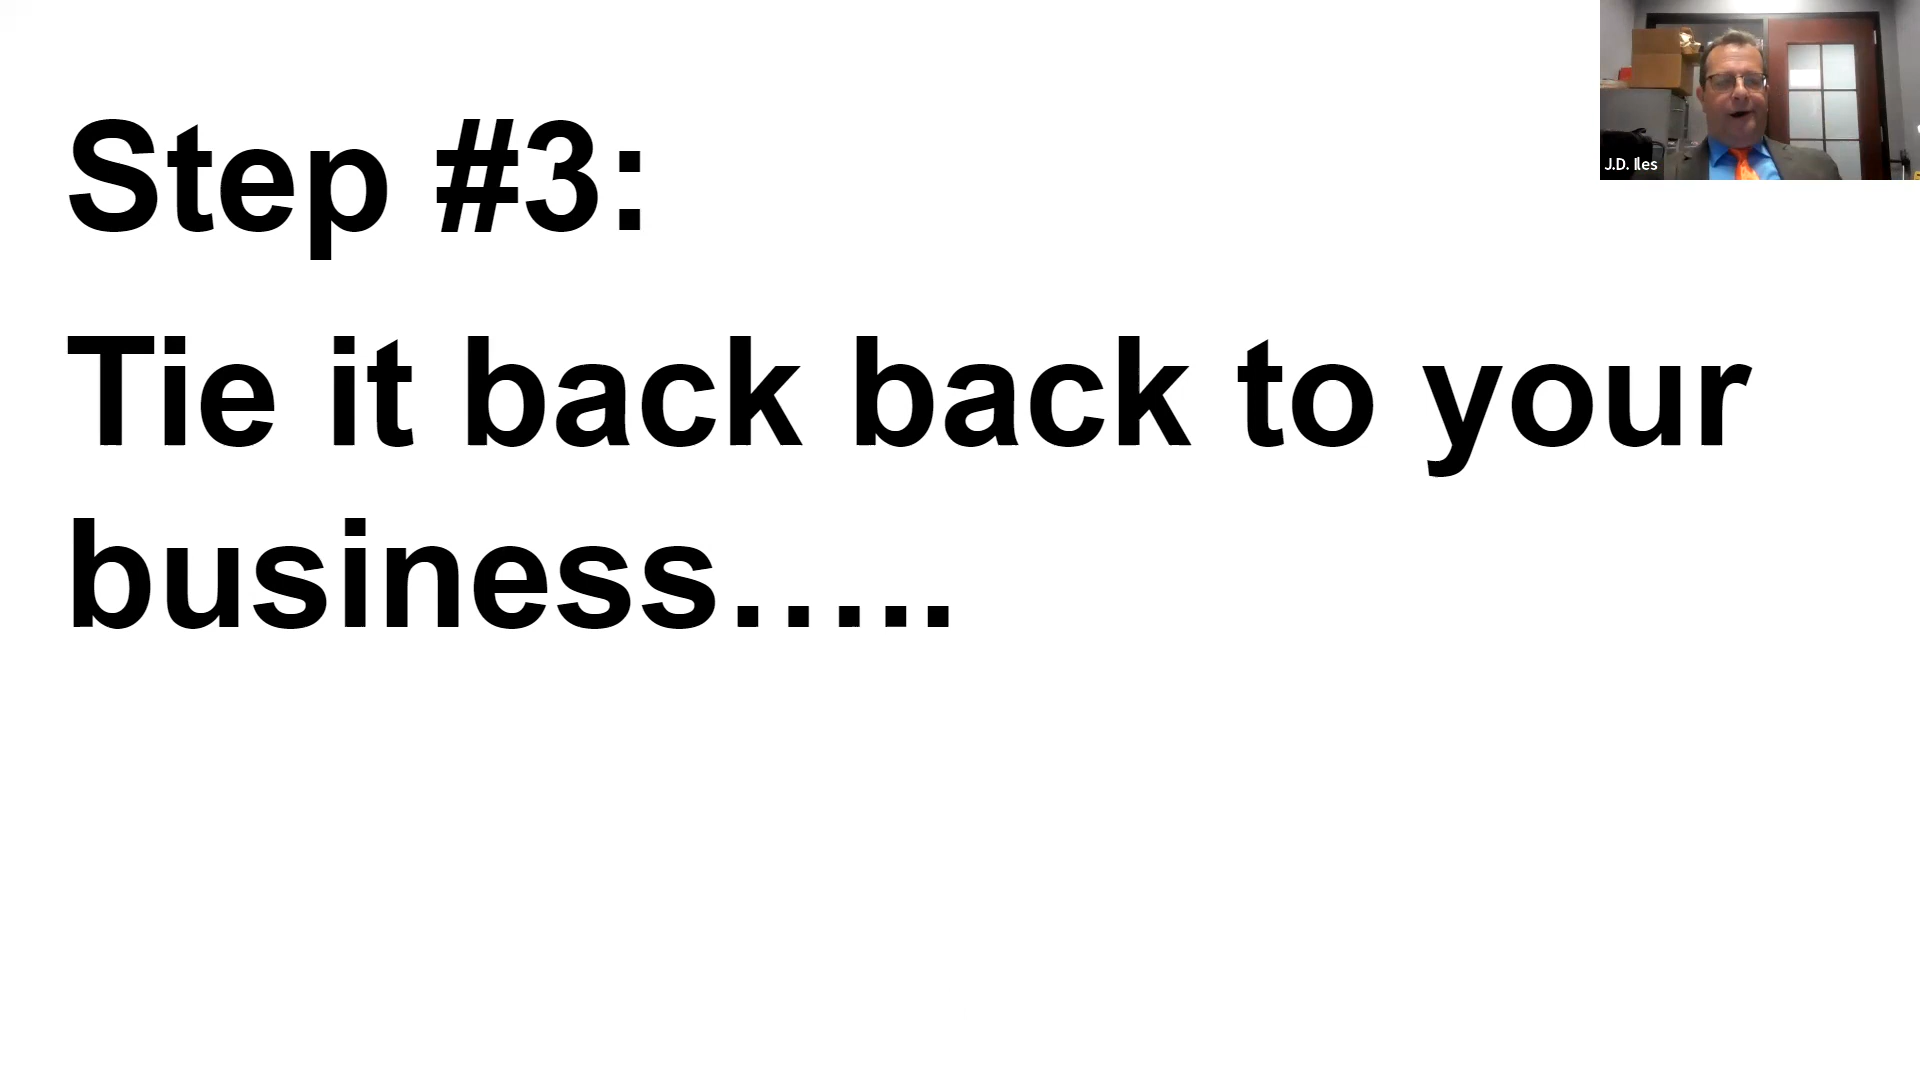 Step #3:
Tie it back back to your
business…..
J.D. Iles